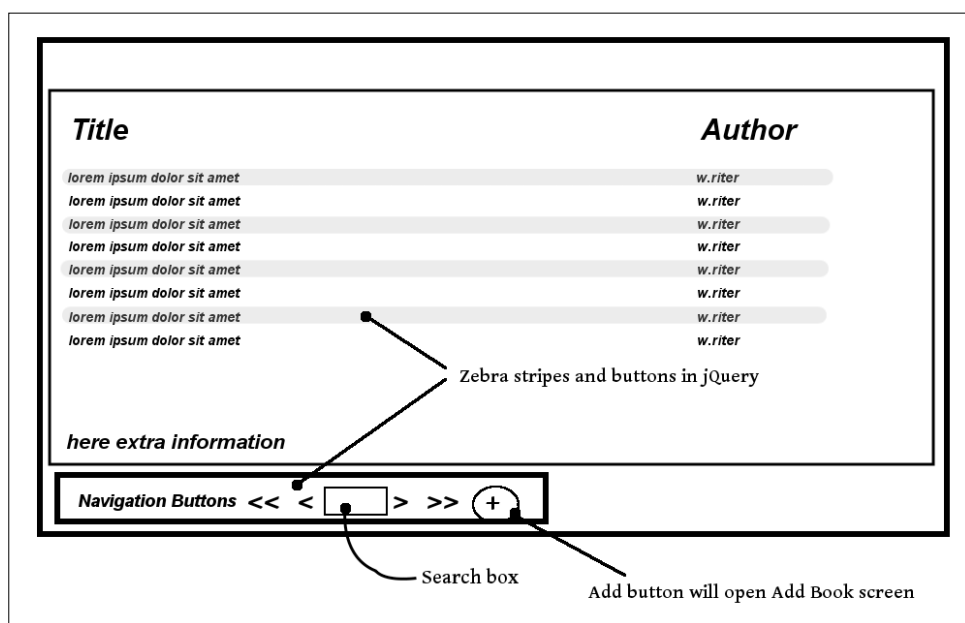 Title Author
lorem ipsum dolor sit amet w.riter
lorem ipsum dolor sit amet w.riter
lorem ipsum dolor sit amet w.riter
lorem ipsum dolor sit amet w.riter
lorem ipsum dolor sit amet w.riter
lorem ipsum dolor sit amet w.riter
lorem ipsum dolor sit amet w.riter
lorem ipsum dolor sit amet w.riter
Zebra stripes and buttons in jQuery
here extra information
Navigation Buttons << < > >> +
Search box
Add button will open Add Book screen